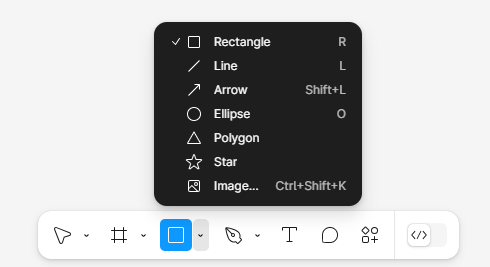 Rectangle R
Line L
Arrow Shift+L
Ellipse O
Polygon
Star
Image... Ctrl+Shift+K